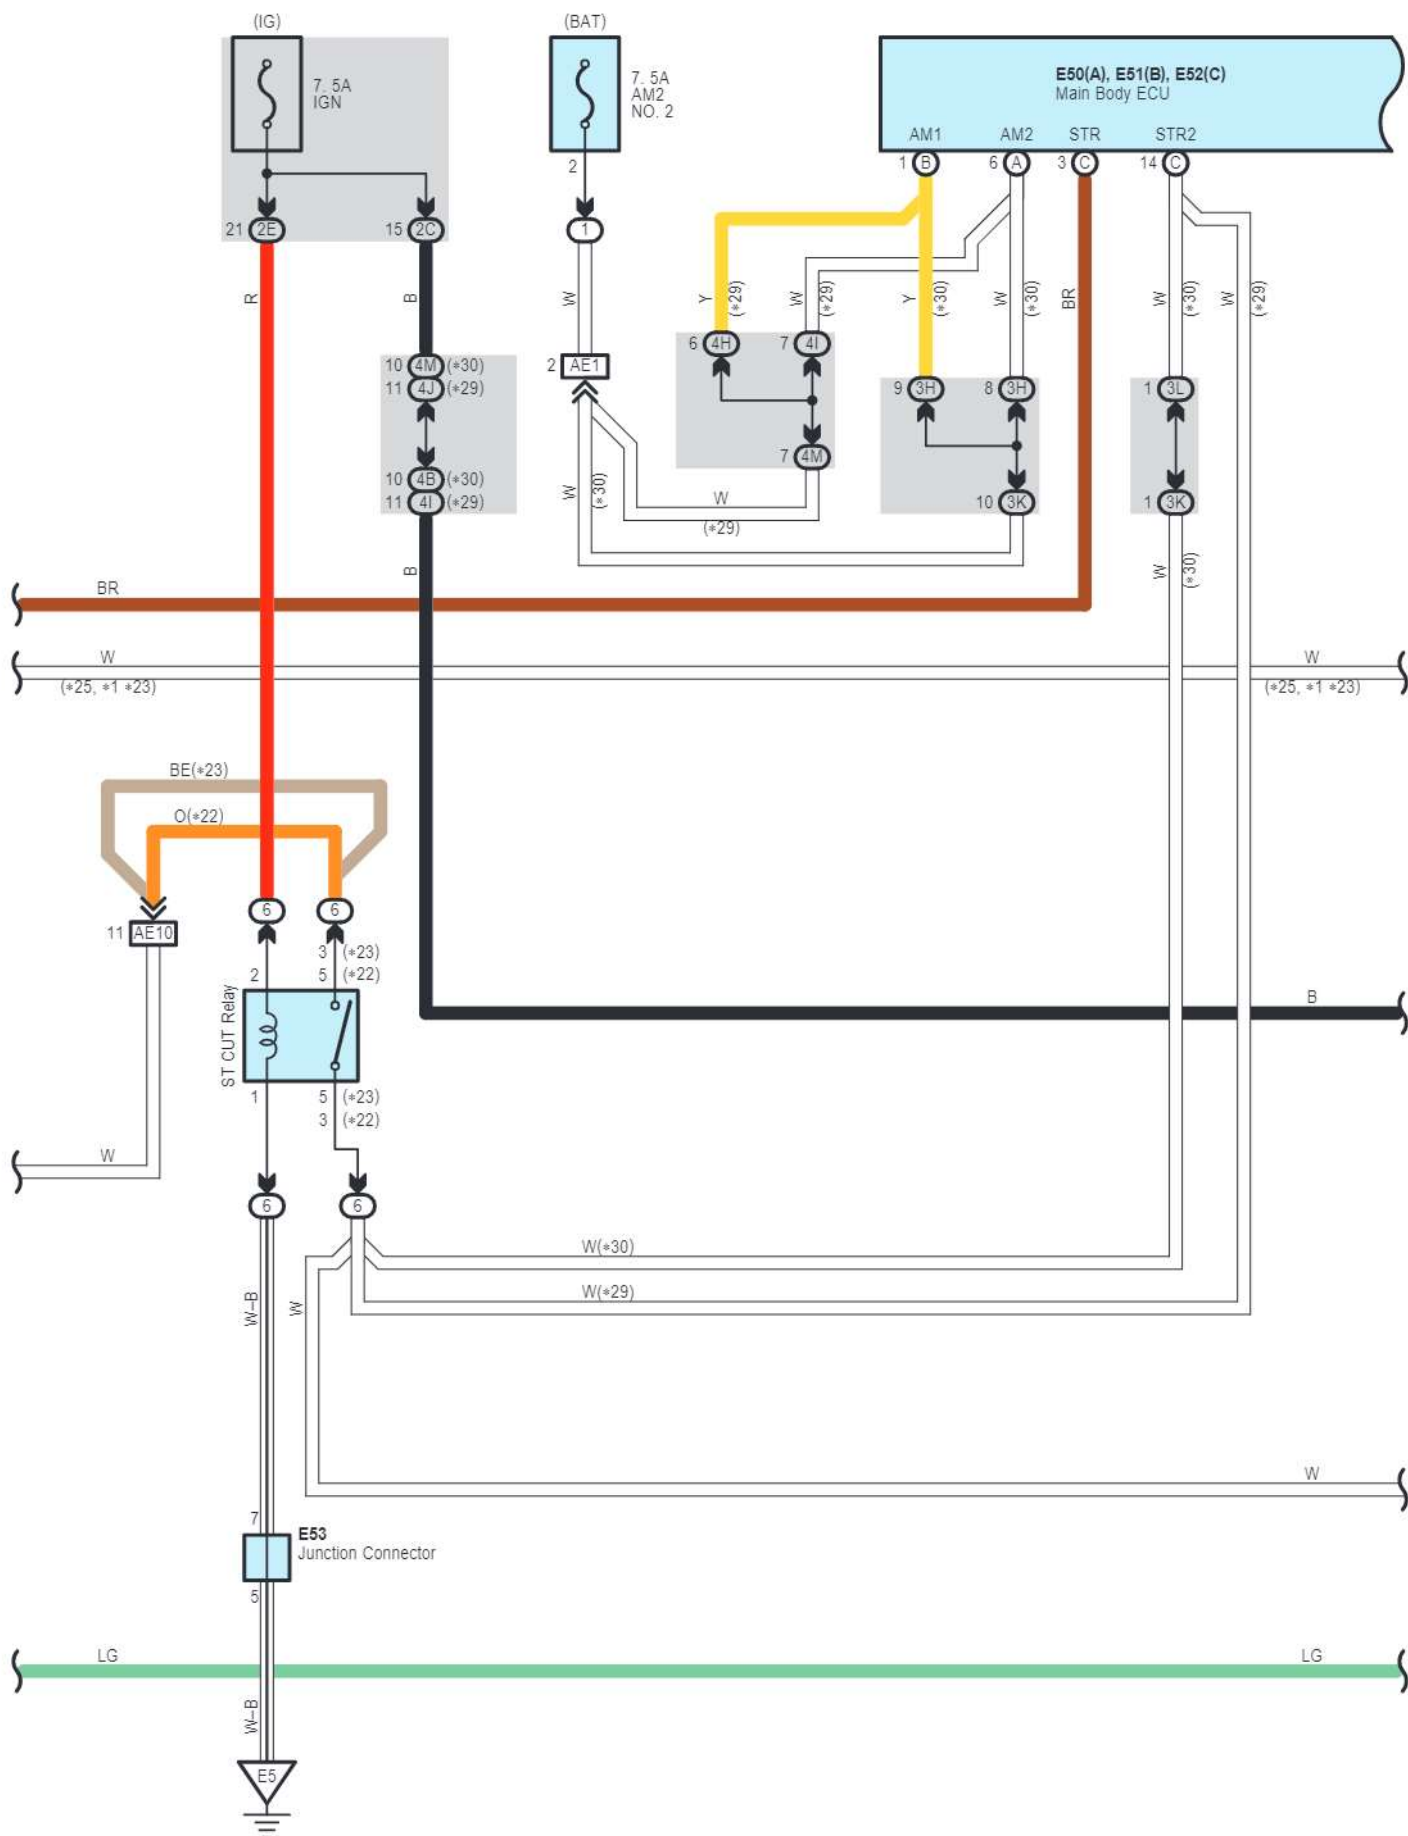 (IG)
(BAT)
7. 5A
IGN
7. 5A
AM2
NO. 2
E50(A), E51(B), E52(C)
Main Body ECU
AM1
AM2
STR
STR2
2
1 B
6 A
3 C
14 C
21 2E
15 2C
1
R
B
W
Y
(*29)
W
(*29)
Y
(*30)
W
(*30)
BR
W
(*30)
W
(*29)
6 4H
7 4I
2 AE1
10 4M (*30)
11 4J (*29)
9 3H
8 3H
1 3L
7 4M
10 4B (*30)
11 4I (*29)
W
(*30)
W
(*29)
10 3K
1 3K
B
W
(*30)
BR
W
(*25, *1 *23)
W
(*25, *1 *23)
BE(*23)
O(*22)
6
6
11 AE10
3 (*23)
2
5 (*22)
ST CUT Relay
B
1
5 (*23)
3 (*22)
W
6
6
W(*30)
W(*29)
W-B
W
W
7
E53
Junction Connector
5
LG
LG
W-B
E5